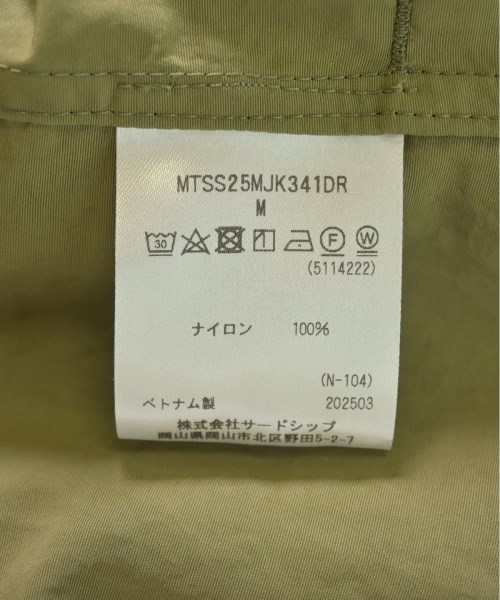 MTSS25MJK341DR
M
30 F W
(5114222)
ナイロン 100%
(N-104)
ベトナム製 202503
株式会社サードシップ
岡山県岡山市北区野田5-2-7